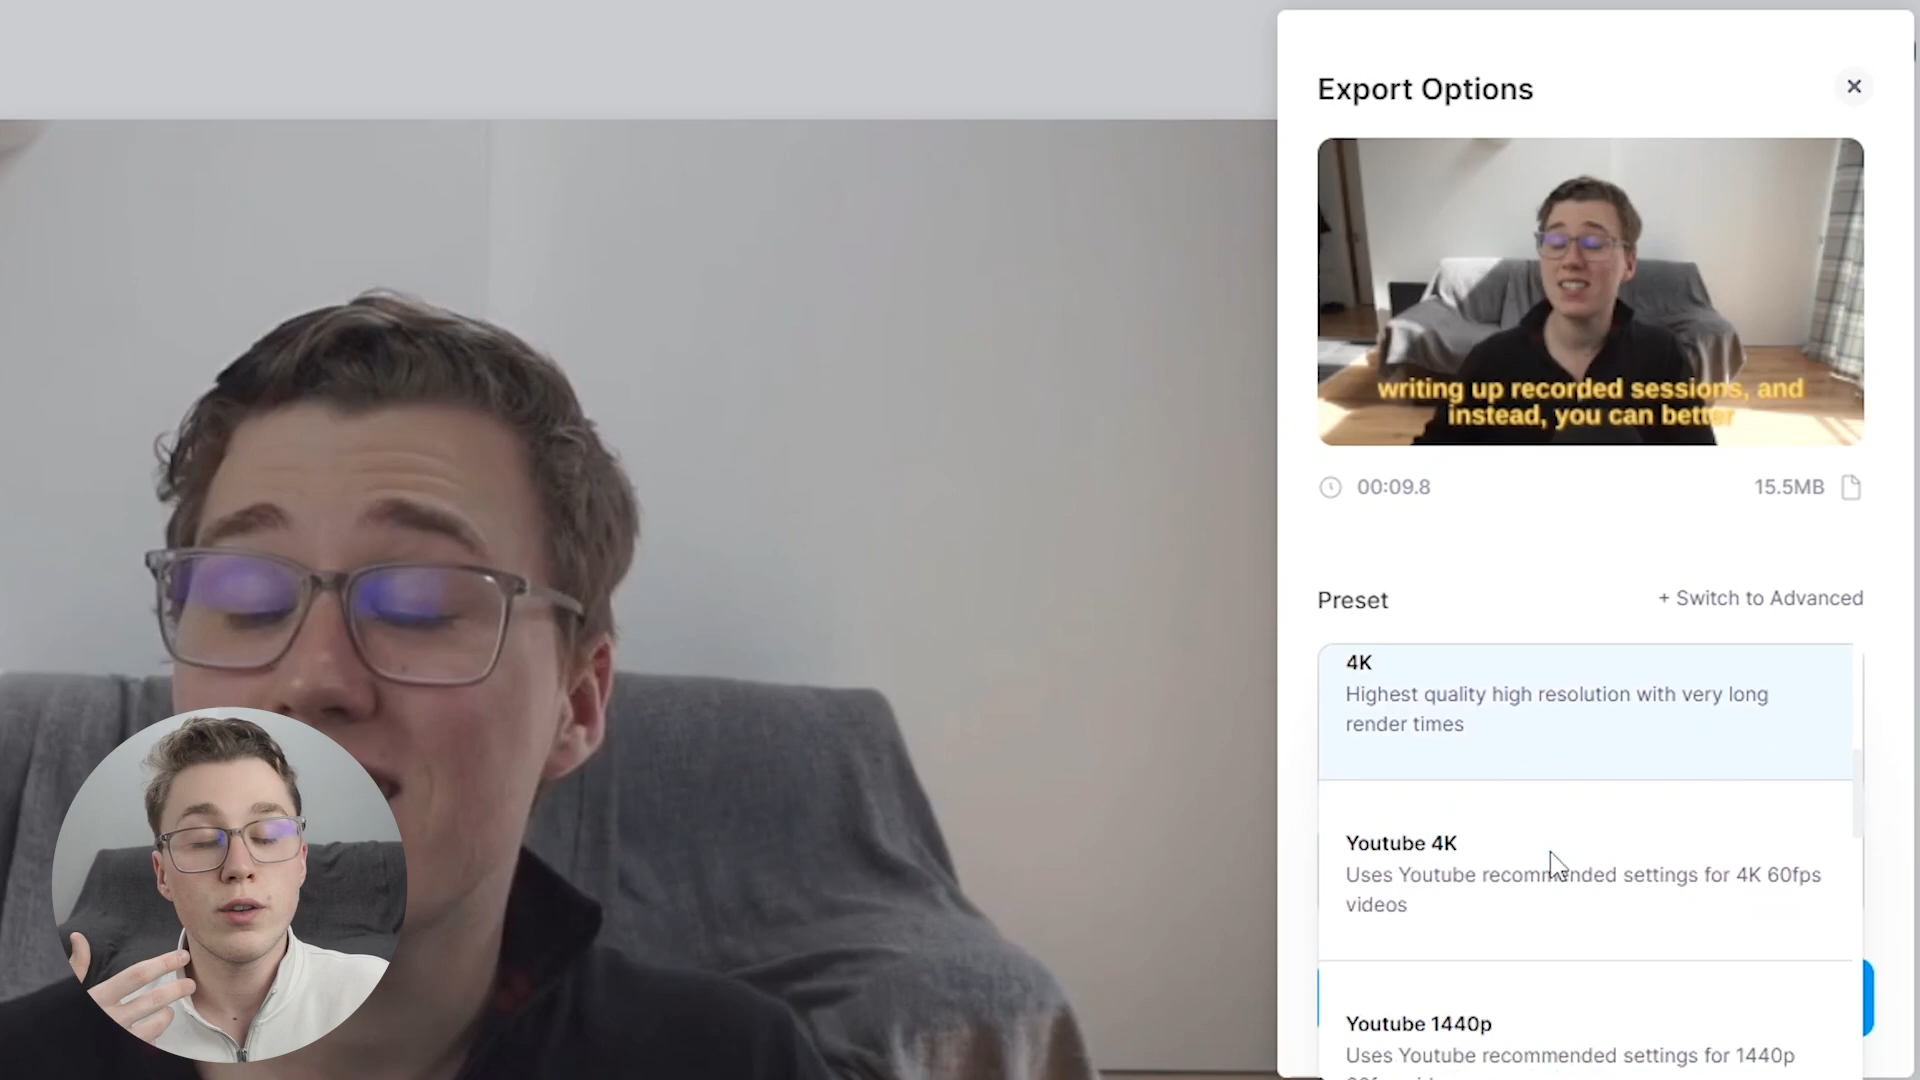 Export Options
writing up recorded sessions, and
instead, you can better
00:09.8
15.5MB
Preset
+ Switch to Advanced
4K
Highest quality high resolution with very long
render times
Youtube 4K
Uses Youtube recommended settings for 4K 60fps
videos
Youtube 1440p
Uses Youtube recommended settings for 1440p